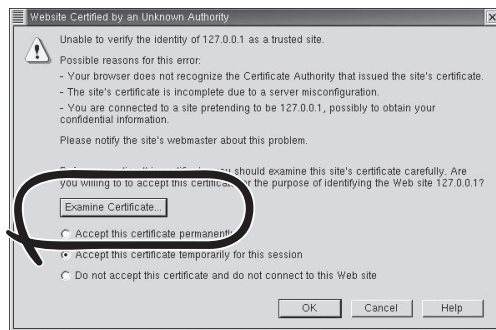 Website Certified by an Unknown Authority
Unable to verify the identity of 127.0.0.1 as a trusted site.
Possible reasons for this error:
- Your browser does not recognize the Certificate Authority that issued the site's certificate.
- The site's certificate is incomplete due to a server misconfiguration.
- You are connected to a site pretending to be 127.0.0.1, possibly to obtain your
confidential information.
Please notify the site's webmaster about this problem.
should examine this site's certificate carefully. Are
you willing to to accept this certificate for the purpose of identifying the Web site 127.0.0.1?
Examine Certificate...
Accept this certificate permanently
Accept this certificate temporarily for this session
Do not accept this certificate and do not connect to this Web site
OK Cancel Help